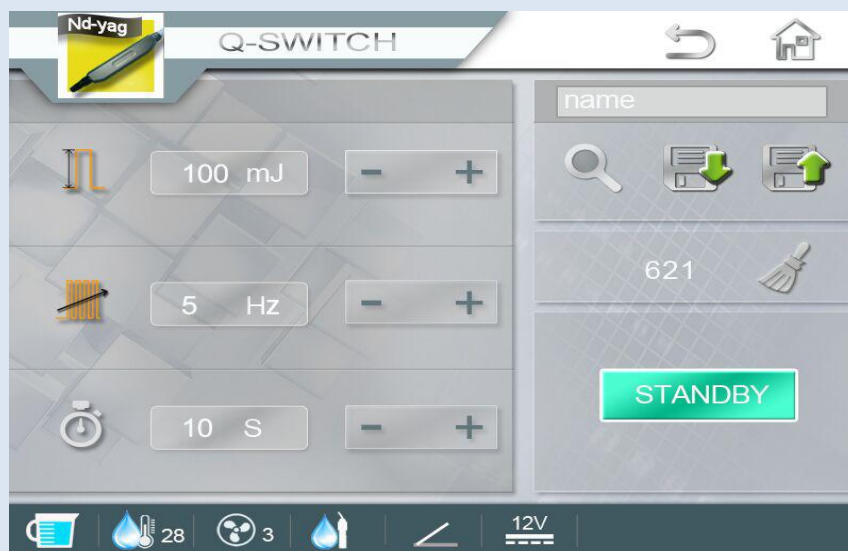 Nd-yag
Q-SWITCH
name
100 mJ
5 Hz
621
10 S
STANDBY
28
3
12V